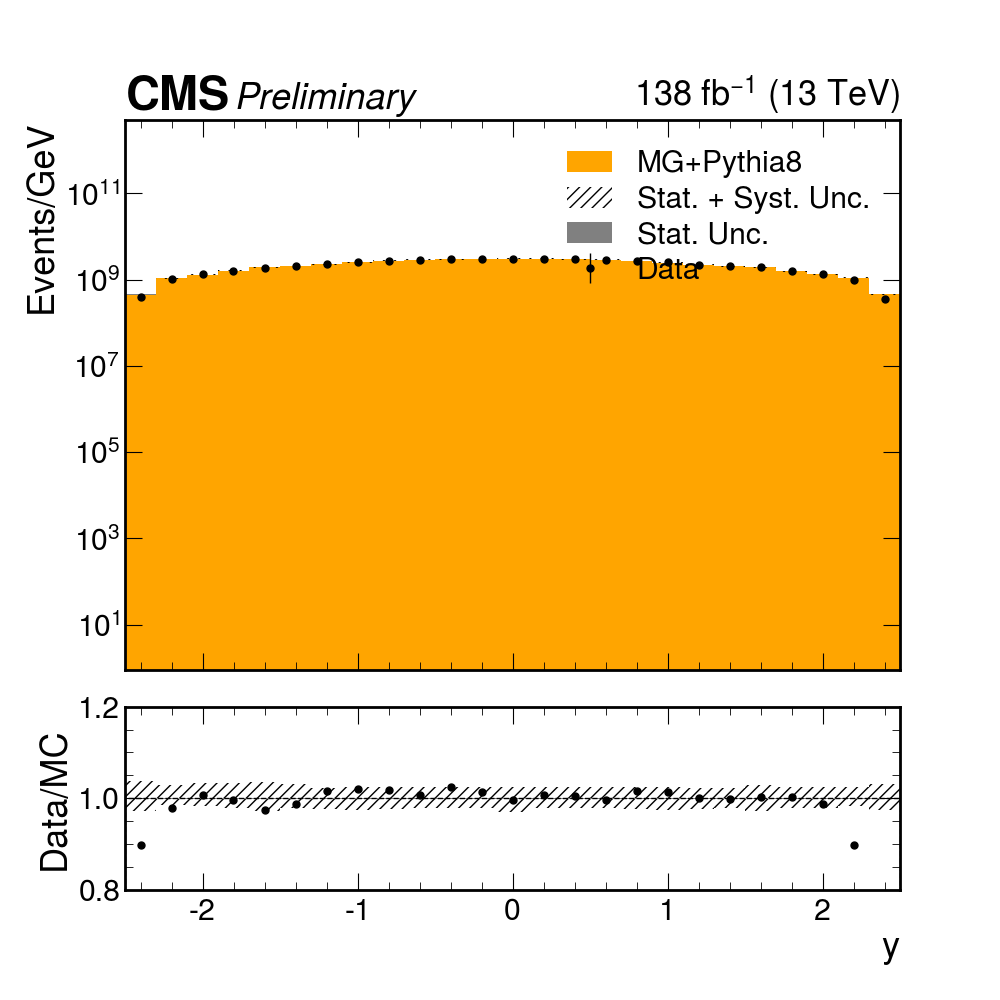 CMS Preliminary
138 fb⁻¹ (13 TeV)
Events/GeV
MG+Pythia8
Stat. + Syst. Unc.
Stat. Unc.
Data
10¹¹
10⁹
10⁷
10⁵
10³
10¹
Data/MC
1.2
1.0
0.8
-2 -1 0 1 2
y